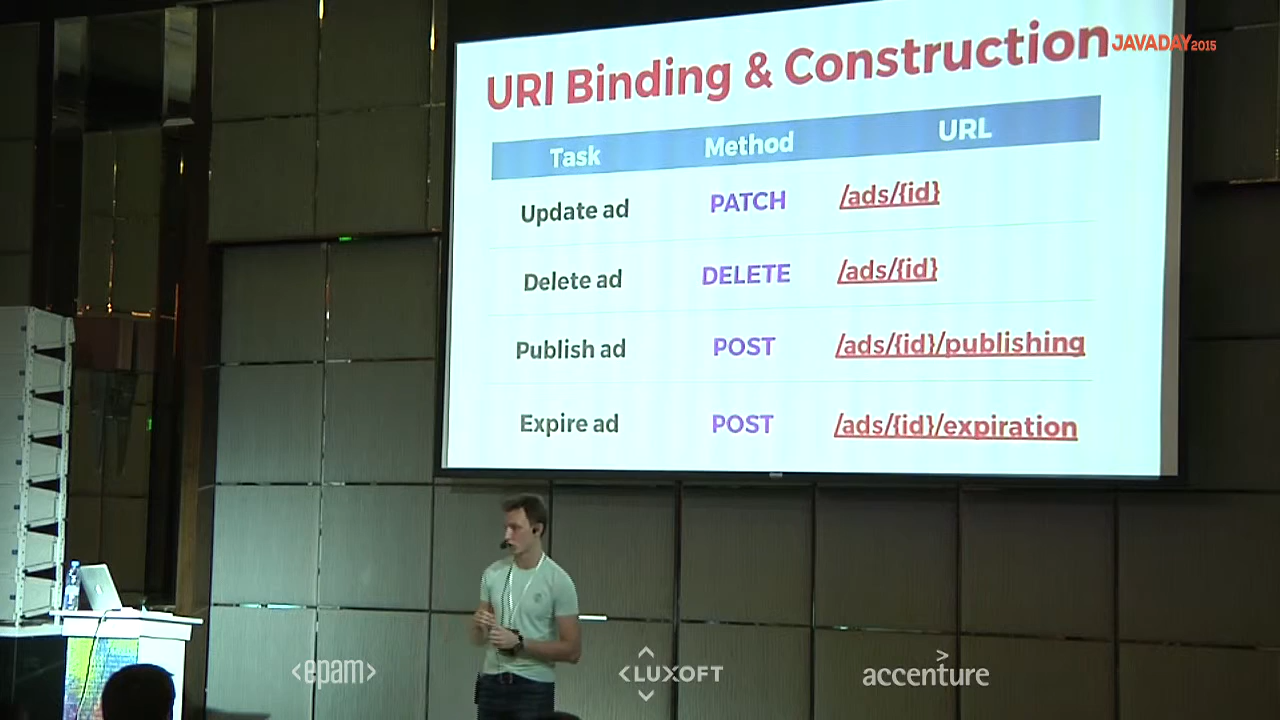 URI Binding & Construction
JAVADAY2015
Task Method URL
Update ad PATCH /ads/{id}
Delete ad DELETE /ads/{id}
Publish ad POST /ads/{id}/publishing
Expire ad POST /ads/{id}/expiration
<epam>
LUXOFT
accenture